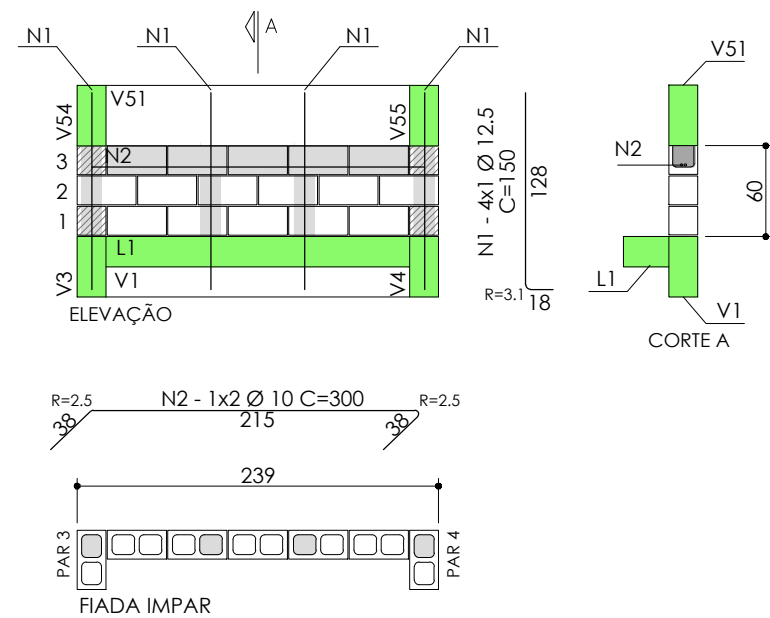 N1
N1
A
N1
N1
V54
V51
V55
3
N2
2
1
L1
V3
V1
V4
ELEVAÇÃO
N1 - 4x1 Ø 12.5
C=150
128
R=3.1
18
V51
N2
60
L1
V1
CORTE A
R=2.5
N2 - 1x2 Ø 10 C=300
R=2.5
38
215
38
239
PAR 3
PAR 4
FIADA IMPAR